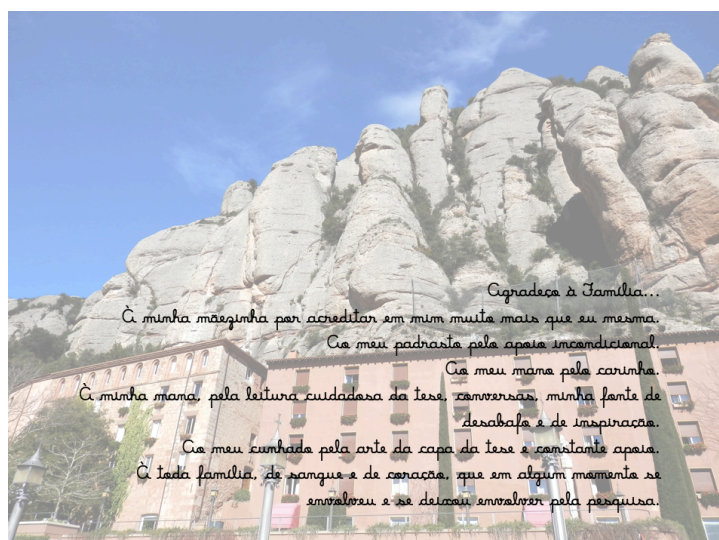 Agradeço à Família...
À minha mãezinha por acreditar em mim muito mais que eu mesma.
Ao meu padrasto pelo apoio incondicional.
Ao meu mano pelo carinho.
À minha mana, pela leitura cuidadosa da tese, conversas, minha fonte de
desabafo e de inspiração.
Ao meu cunhado pela arte da capa da tese e constante apoio.
À toda família, de sangue e de coração, que em algum momento se
envolveu e se deixou envolver pela pesquisa.